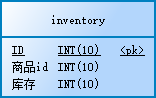 inventory
ID INT(10) <pk>
商品id INT(10)
库存 INT(10)